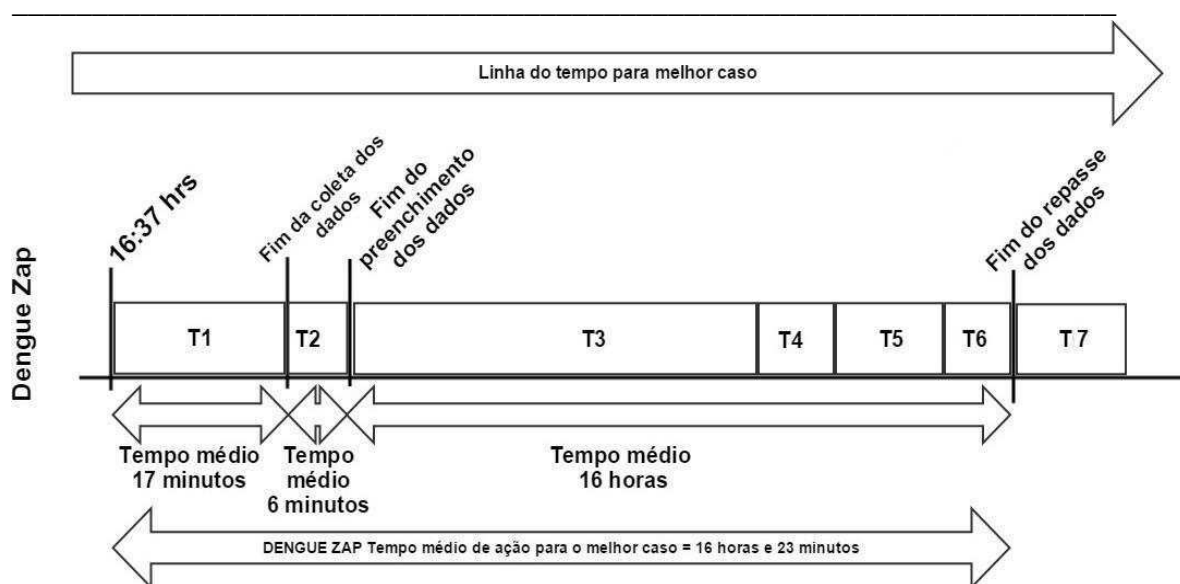 Linha do tempo para melhor caso
16:37 hrs
Fim da coleta dos
dados
Fim do
preenchimento
dos dados
Fim do repasse
dos dados
Dengue Zap
T1
T2
T3
T4
T5
T6
T7
Tempo médio
17 minutos
Tempo
médio
6 minutos
Tempo médio
16 horas
DENGUE ZAP Tempo médio de ação para o melhor caso = 16 horas e 23 minutos